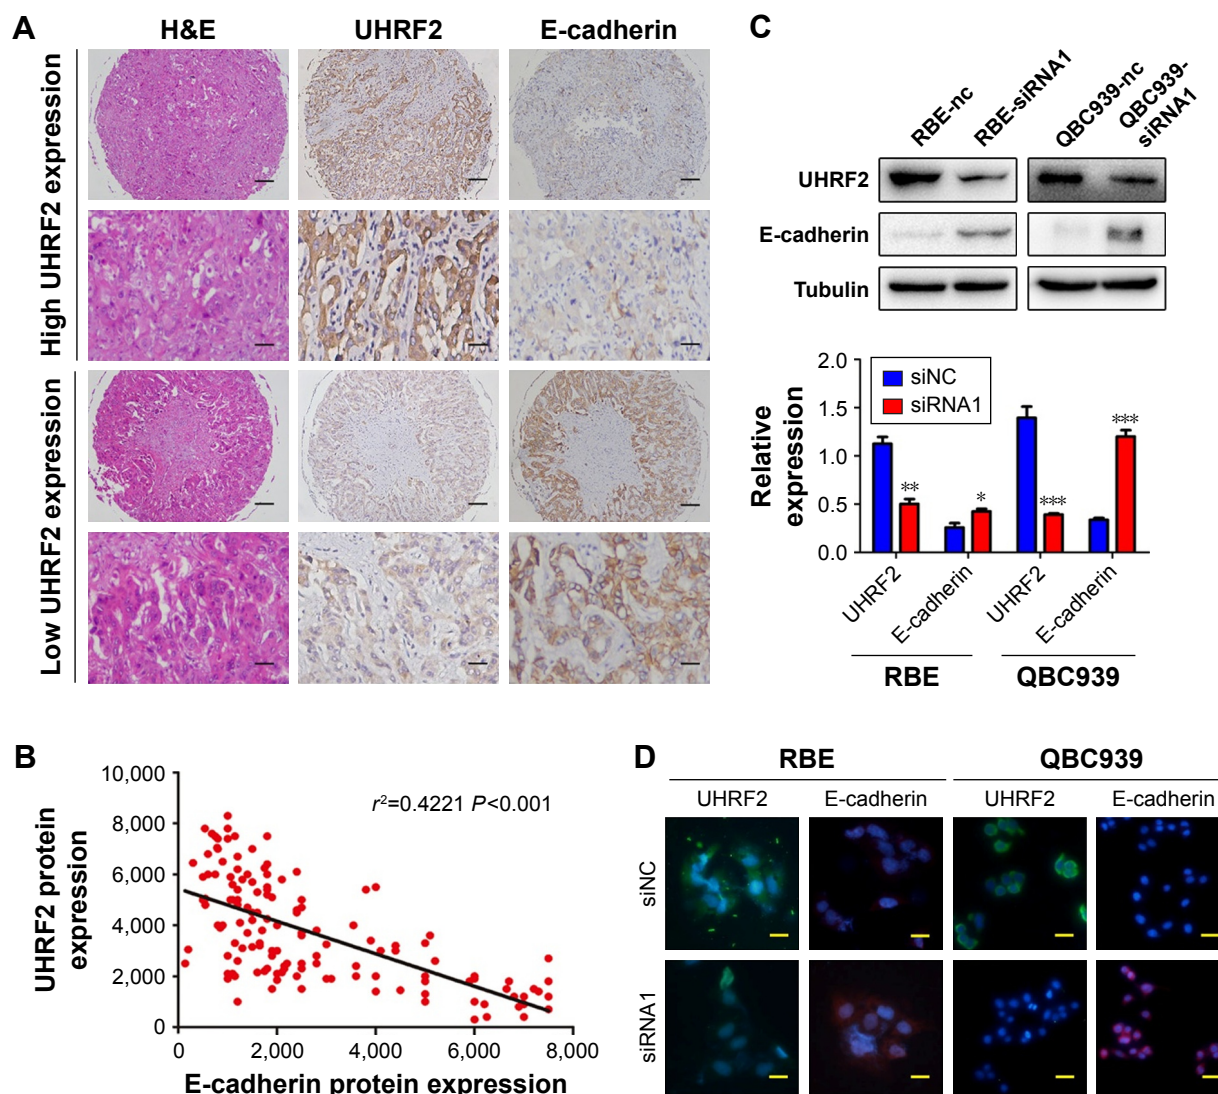 A
H&E
UHRF2
E-cadherin
High UHRF2 expression
Low UHRF2 expression
C
RBE-nc
RBE-siRNA1
QBC939-nc
QBC939-
siRNA1
UHRF2
E-cadherin
Tubulin
Relative
expression
2.0
1.5
1.0
0.5
0.0
siNC
siRNA1
**
*
***
***
UHRF2
E-cadherin
UHRF2
E-cadherin
RBE
QBC939
B
UHRF2 protein
expression
10,000
8,000
6,000
4,000
2,000
0
r²=0.4221 P<0.001
0
2,000
4,000
6,000
8,000
E-cadherin protein expression
D
RBE
QBC939
UHRF2
E-cadherin
UHRF2
E-cadherin
siNC
siRNA1